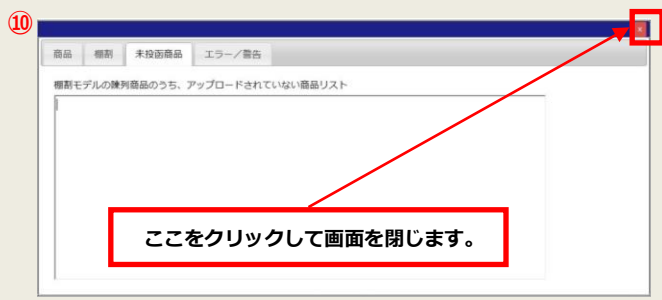 ⑩
×
商品 棚割 未投函商品 エラー／警告
棚割モデルの陳列商品のうち、アップロードされていない商品リスト
ここをクリックして画面を閉じます。